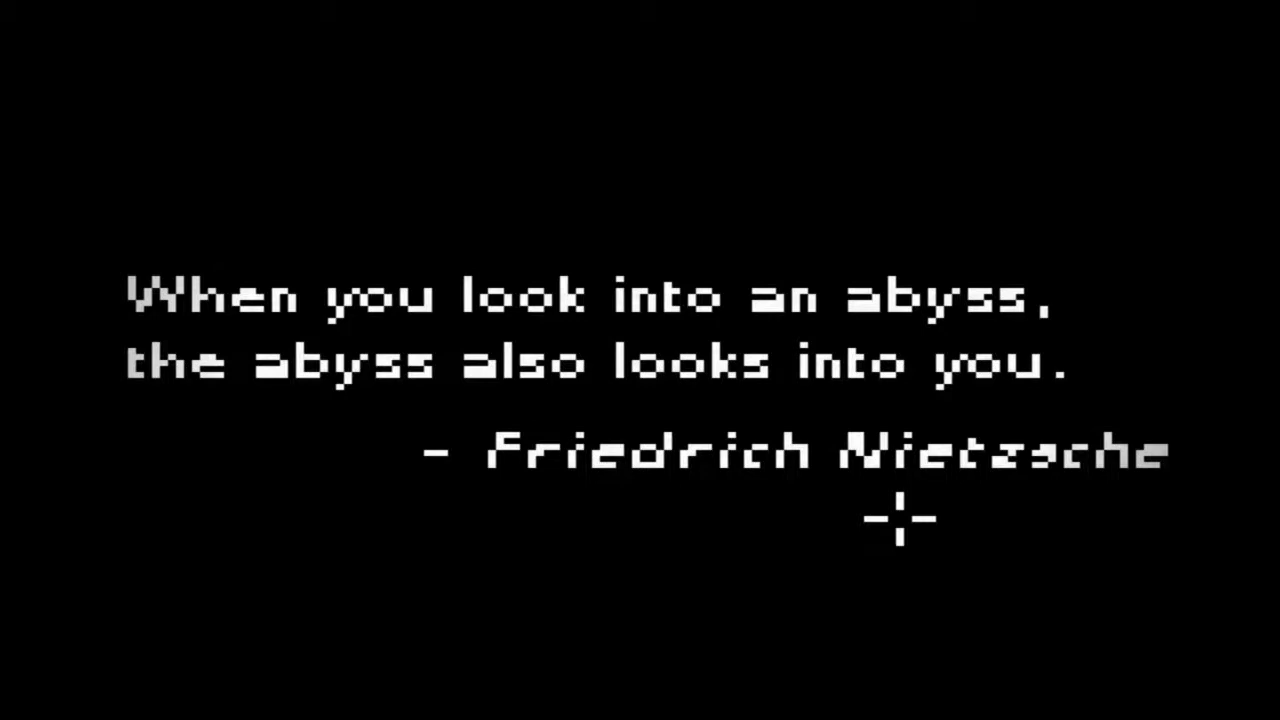 When you look into an abyss,
the abyss also looks into you.
- Friedrich Nietzsche